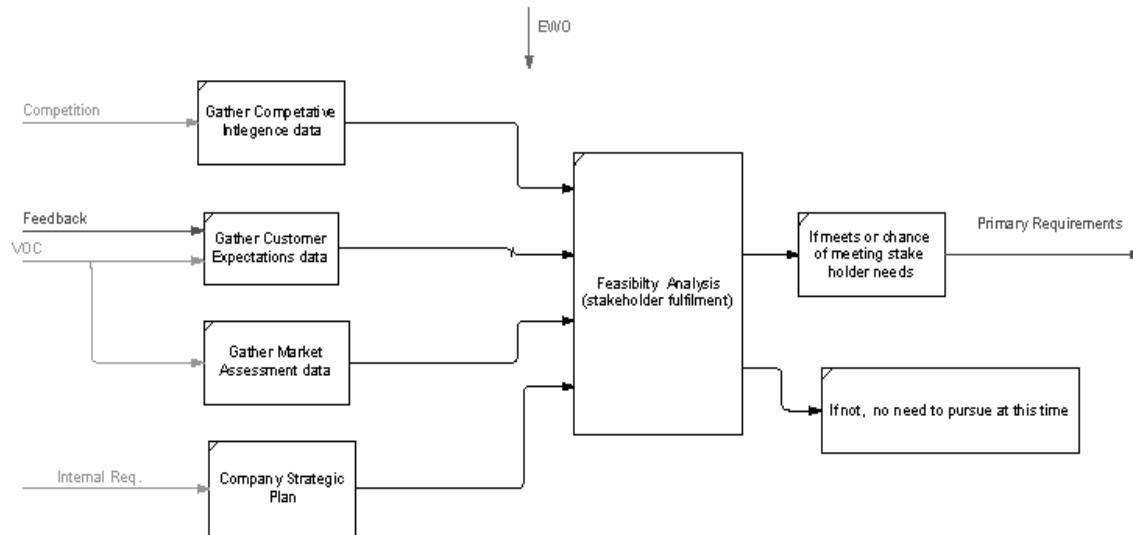 EWO
Competition
Gather Competative
Intlegence data
Feedback
VOC
Gather Customer
Expectations data
Gather Market
Assessment data
Internal Req.
Company Strategic
Plan
Feasibilty Analysis
(stakeholder fulfilment)
If meets or chance
of meeting stake
holder needs
Primary Requirements
If not, no need to pursue at this time